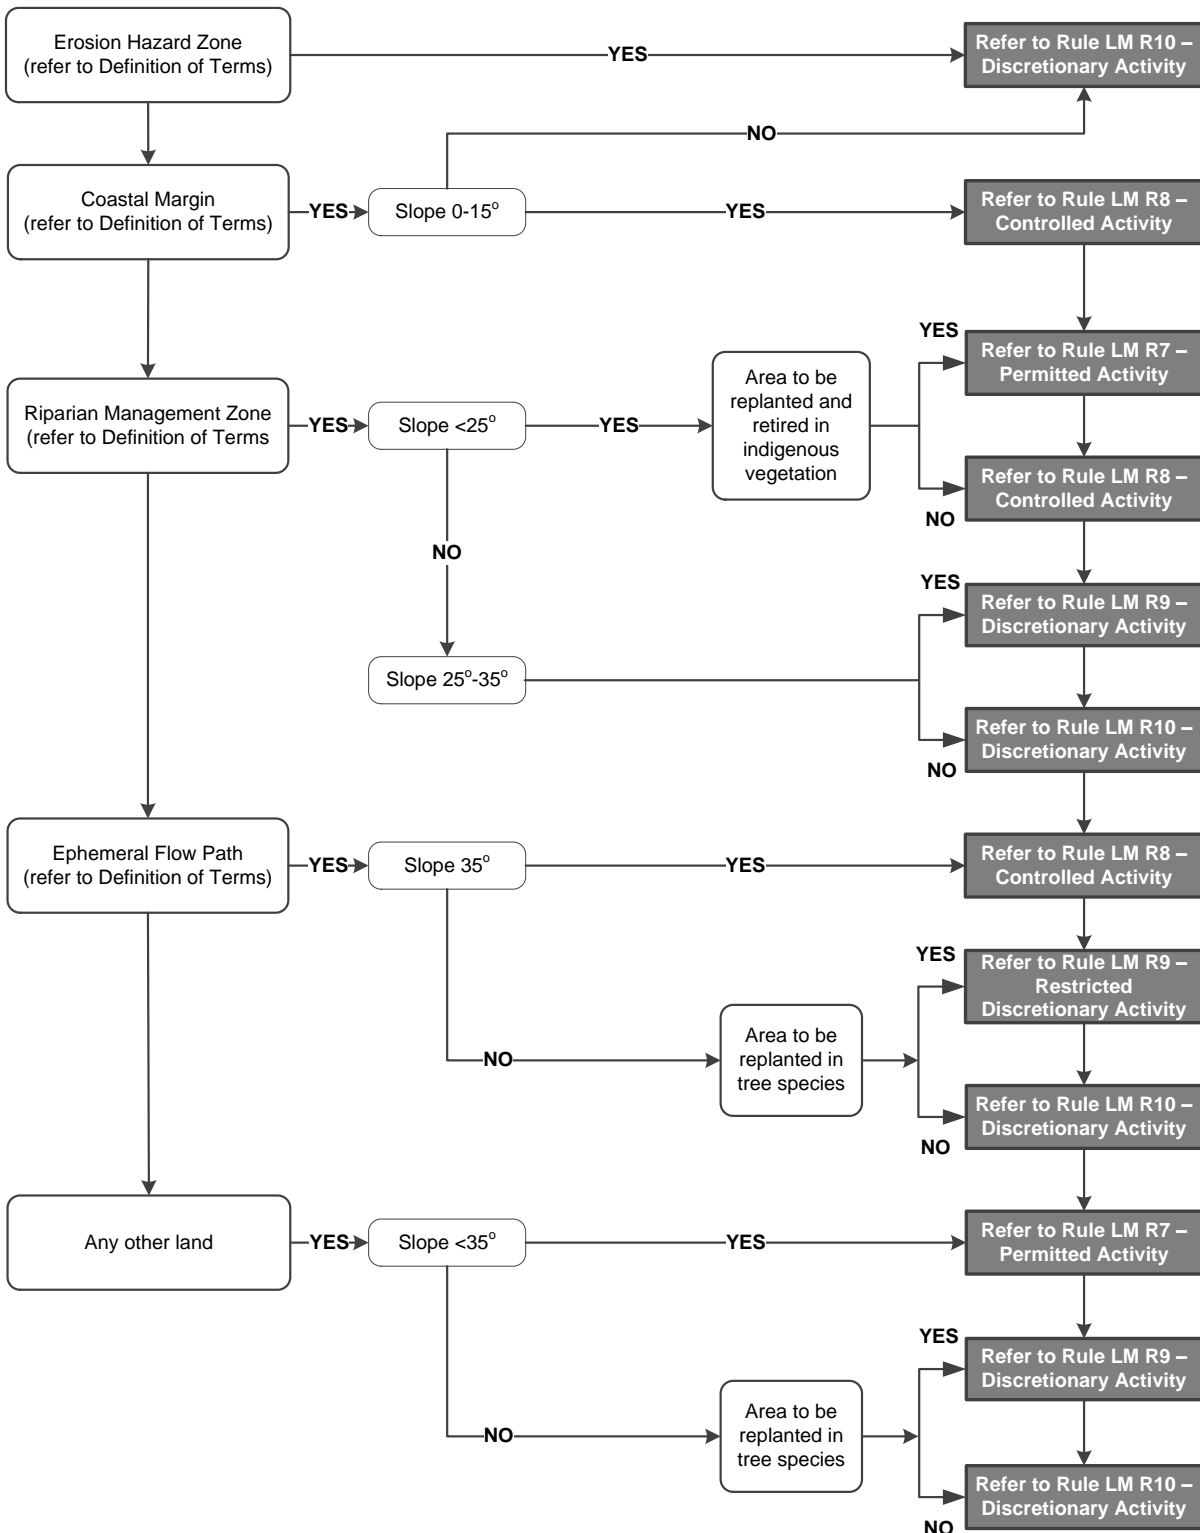 Erosion Hazard Zone
(refer to Definition of Terms)
YES
Refer to Rule LM R10 –
Discretionary Activity
NO
Coastal Margin
(refer to Definition of Terms)
YES
Slope 0-15°
YES
Refer to Rule LM R8 –
Controlled Activity
Riparian Management Zone
(refer to Definition of Terms
YES
Slope <25°
YES
Area to be
replanted and
retired in
indigenous
vegetation
YES
Refer to Rule LM R7 –
Permitted Activity
Refer to Rule LM R8 –
Controlled Activity
NO
NO
Slope 25°-35°
YES
Refer to Rule LM R9 –
Discretionary Activity
Refer to Rule LM R10 –
Discretionary Activity
NO
Ephemeral Flow Path
(refer to Definition of Terms)
YES
Slope 35°
YES
Refer to Rule LM R8 –
Controlled Activity
NO
Area to be
replanted in
tree species
YES
Refer to Rule LM R9 –
Restricted
Discretionary Activity
Refer to Rule LM R10 –
Discretionary Activity
NO
Any other land
YES
Slope <35°
YES
Refer to Rule LM R7 –
Permitted Activity
NO
Area to be
replanted in
tree species
YES
Refer to Rule LM R9 –
Discretionary Activity
Refer to Rule LM R10 –
Discretionary Activity
NO